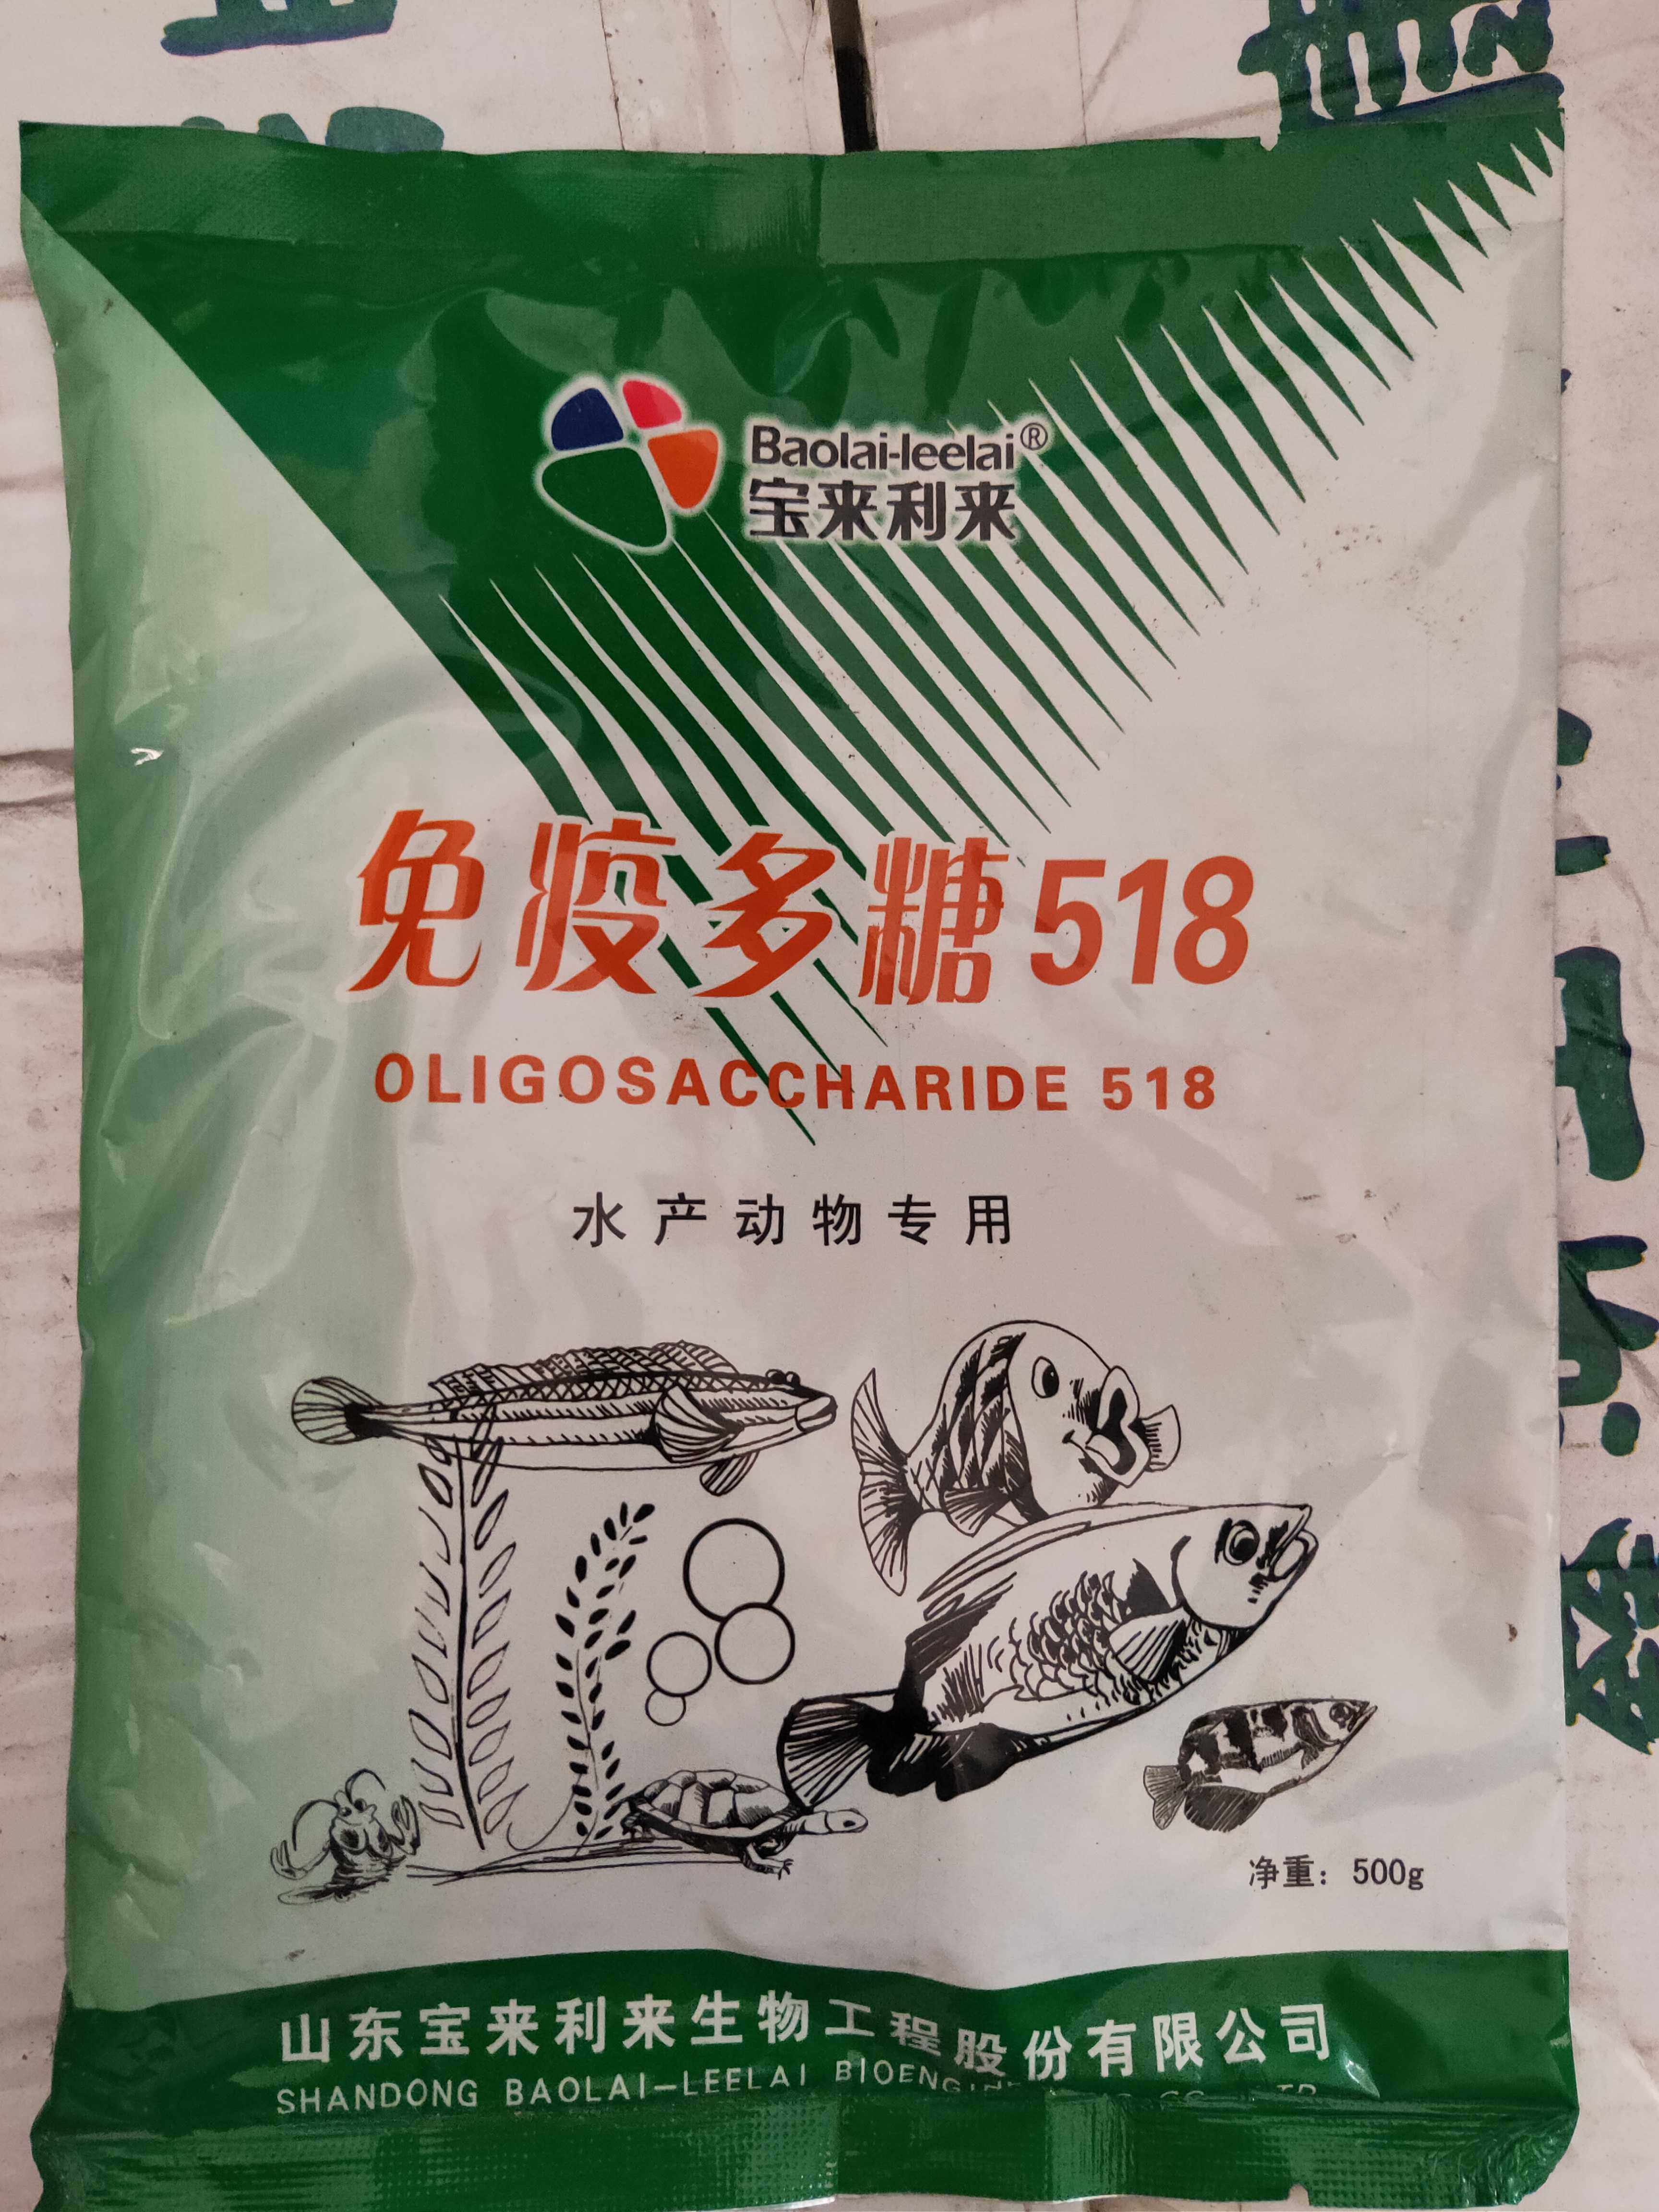 Baolai-leelai®
宝来利来
免疫多糖518
OLIGOSACCHARIDE 518
水产动物专用
净重：500g
山东宝来利来生物工程股份有限公司
SHANDONG BAOLAI-LEELAI